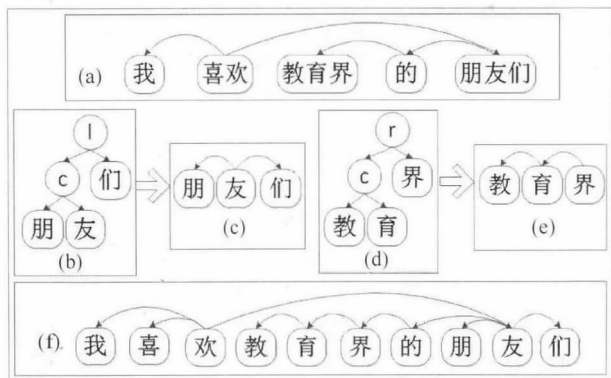 (a) 我 喜欢 教育界 的 朋友们
l r
c 们 c 界
朋 友 们 教 育 界
朋 友 教 育
(c) (e)
(b) (d)
(f) 我 喜 欢 教 育 界 的 朋 友 们